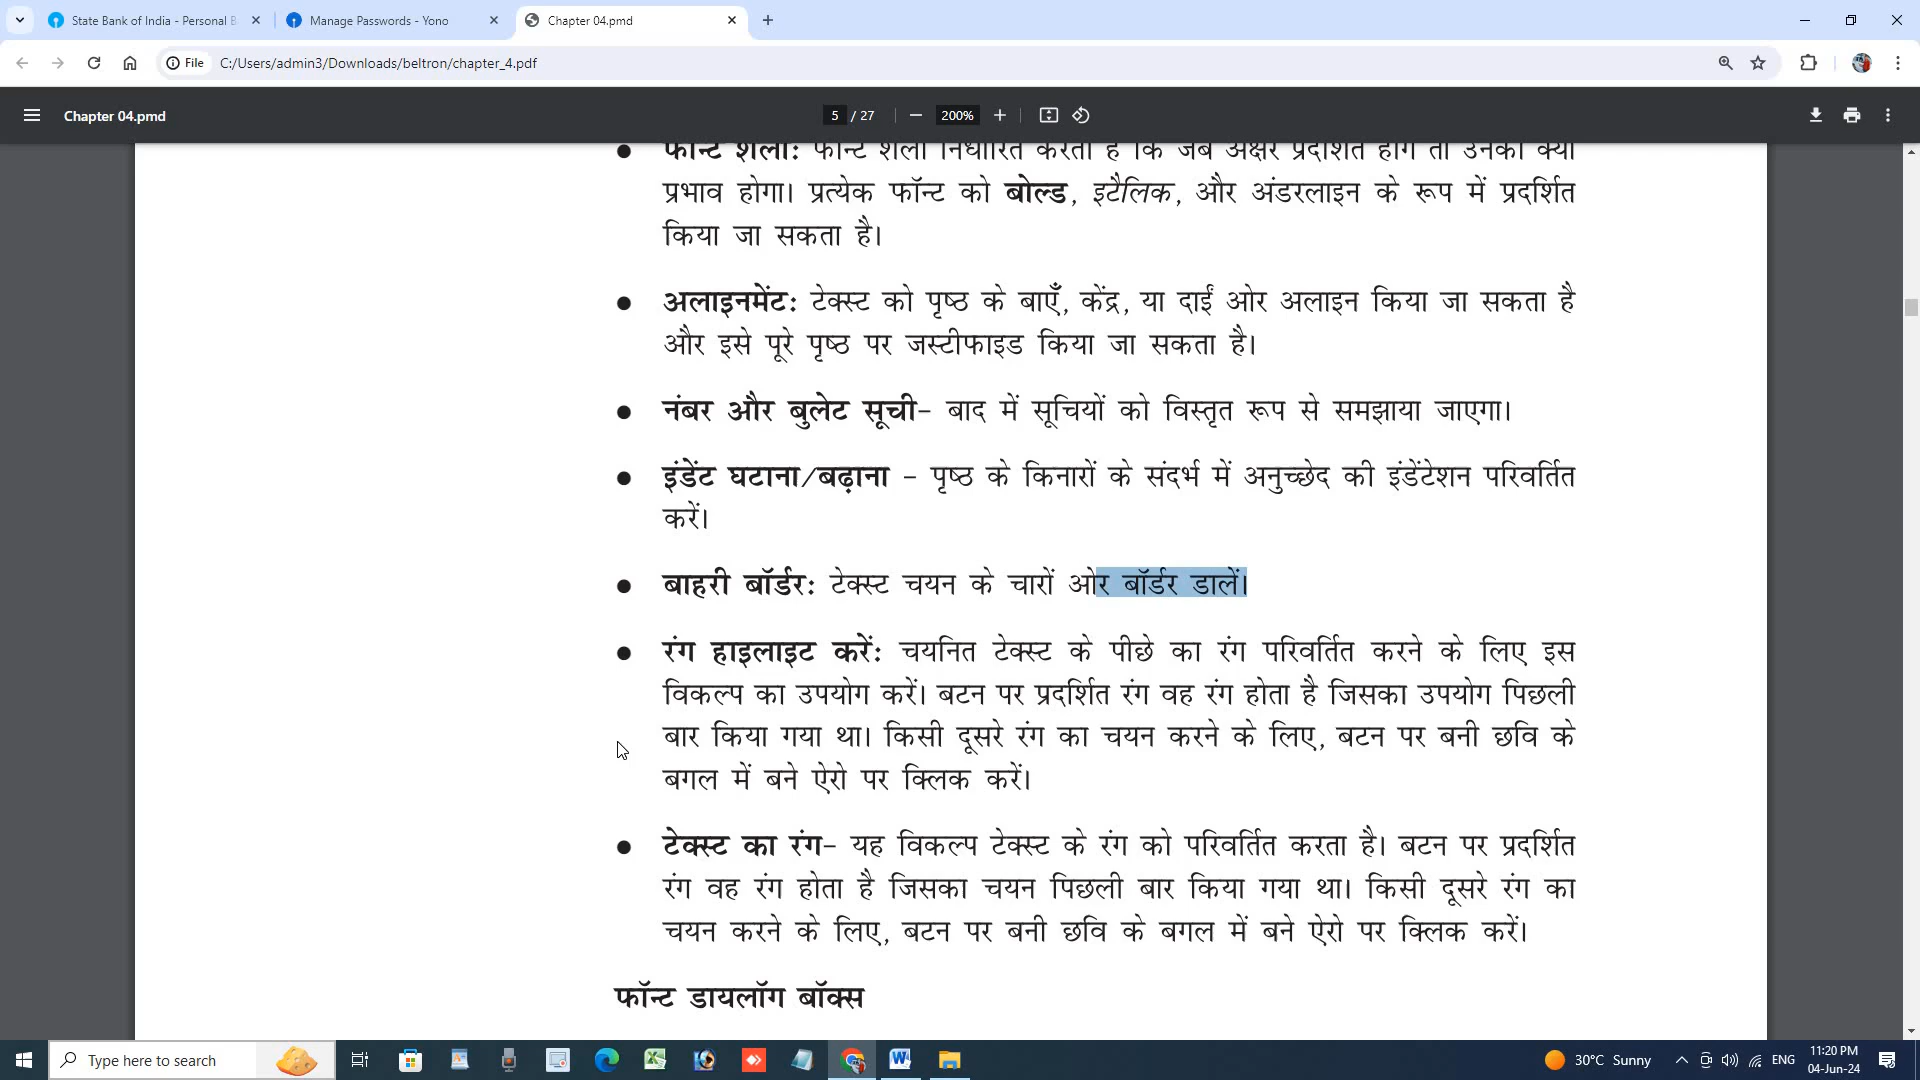 State Bank of India - Personal B
Manage Passwords - Yono
Chapter 04.pmd
File
C:/Users/admin3/Downloads/beltron/chapter_4.pdf
Chapter 04.pmd
5 / 27
200%
● फॉन्ट शैली: फॉन्ट शैली निर्धारित करती है कि जब अक्षर प्रदर्शित होंगे तो उनका क्या
प्रभाव होगा। प्रत्येक फॉन्ट को बोल्ड, इटैलिक, और अंडरलाइन के रूप में प्रदर्शित
किया जा सकता है।
● अलाइनमेंट: टेक्स्ट को पृष्ठ के बाएँ, केंद्र, या दाईं ओर अलाइन किया जा सकता है
और इसे पूरे पृष्ठ पर जस्टीफाइड किया जा सकता है।
● नंबर और बुलेट सूची– बाद में सूचियों को विस्तृत रूप से समझाया जाएगा।
● इंडेंट घटाना/बढ़ाना – पृष्ठ के किनारों के संदर्भ में अनुच्छेद की इंडेंटेशन परिवर्तित
करें।
● बाहरी बॉर्डर: टेक्स्ट चयन के चारों ओर बॉर्डर डालें।
● रंग हाइलाइट करें: चयनित टेक्स्ट के पीछे का रंग परिवर्तित करने के लिए इस
विकल्प का उपयोग करें। बटन पर प्रदर्शित रंग वह रंग होता है जिसका उपयोग पिछली
बार किया गया था। किसी दूसरे रंग का चयन करने के लिए, बटन पर बनी छवि के
बगल में बने ऐरो पर क्लिक करें।
● टेक्स्ट का रंग– यह विकल्प टेक्स्ट के रंग को परिवर्तित करता है। बटन पर प्रदर्शित
रंग वह रंग होता है जिसका चयन पिछली बार किया गया था। किसी दूसरे रंग का
चयन करने के लिए, बटन पर बनी छवि के बगल में बने ऐरो पर क्लिक करें।
फॉन्ट डायलॉग बॉक्स
Type here to search
30°C Sunny
ENG
11:20 PM
04-Jun-24